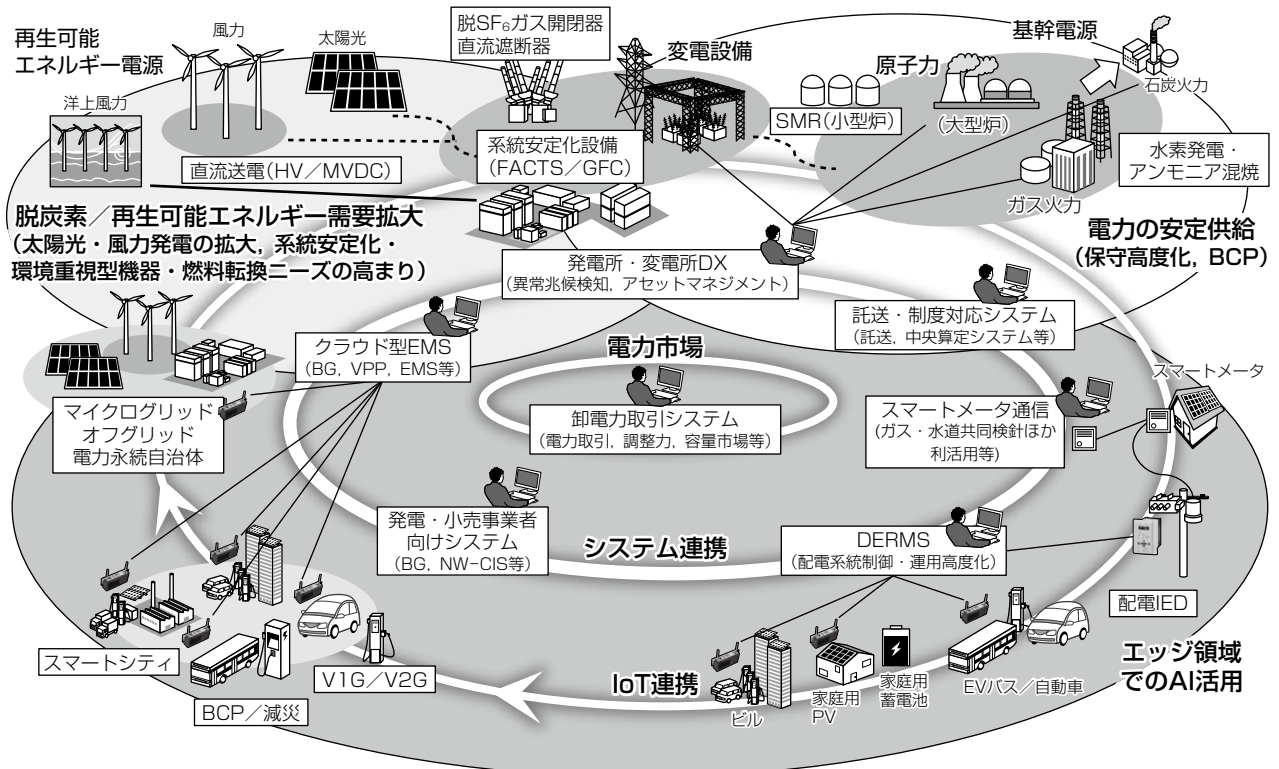 再生可能
エネルギー電源
風力
太陽光
洋上風力
直流送電(HV／MVDC)
脱SF₆ガス開閉器
直流遮断器
変電設備
系統安定化設備
(FACTS／GFC)
基幹電源
原子力
(大型炉)
SMR(小型炉)
石炭火力
ガス火力
水素発電・
アンモニア混焼
脱炭素／再生可能エネルギー需要拡大
(太陽光・風力発電の拡大, 系統安定化・
環境重視型機器・燃料転換ニーズの高まり)
電力の安定供給
(保守高度化, BCP)
発電所・変電所DX
(異常兆候検知, アセットマネジメント)
託送・制度対応システム
(託送, 中央算定システム等)
クラウド型EMS
(BG, VPP, EMS等)
電力市場
卸電力取引システム
(電力取引, 調整力, 容量市場等)
スマートメータ
スマートメータ通信
(ガス・水道共同検針ほか
利活用等)
マイクログリッド
オフグリッド
電力永続自治体
発電・小売事業者
向けシステム
(BG, NW-CIS等)
システム連携
DERMS
(配電系統制御・運用高度化)
配電IED
スマートシティ
BCP／減災
V1G／V2G
IoT連携
ビル
家庭用
PV
家庭用
蓄電池
EVバス／自動車
エッジ領域
でのAI活用